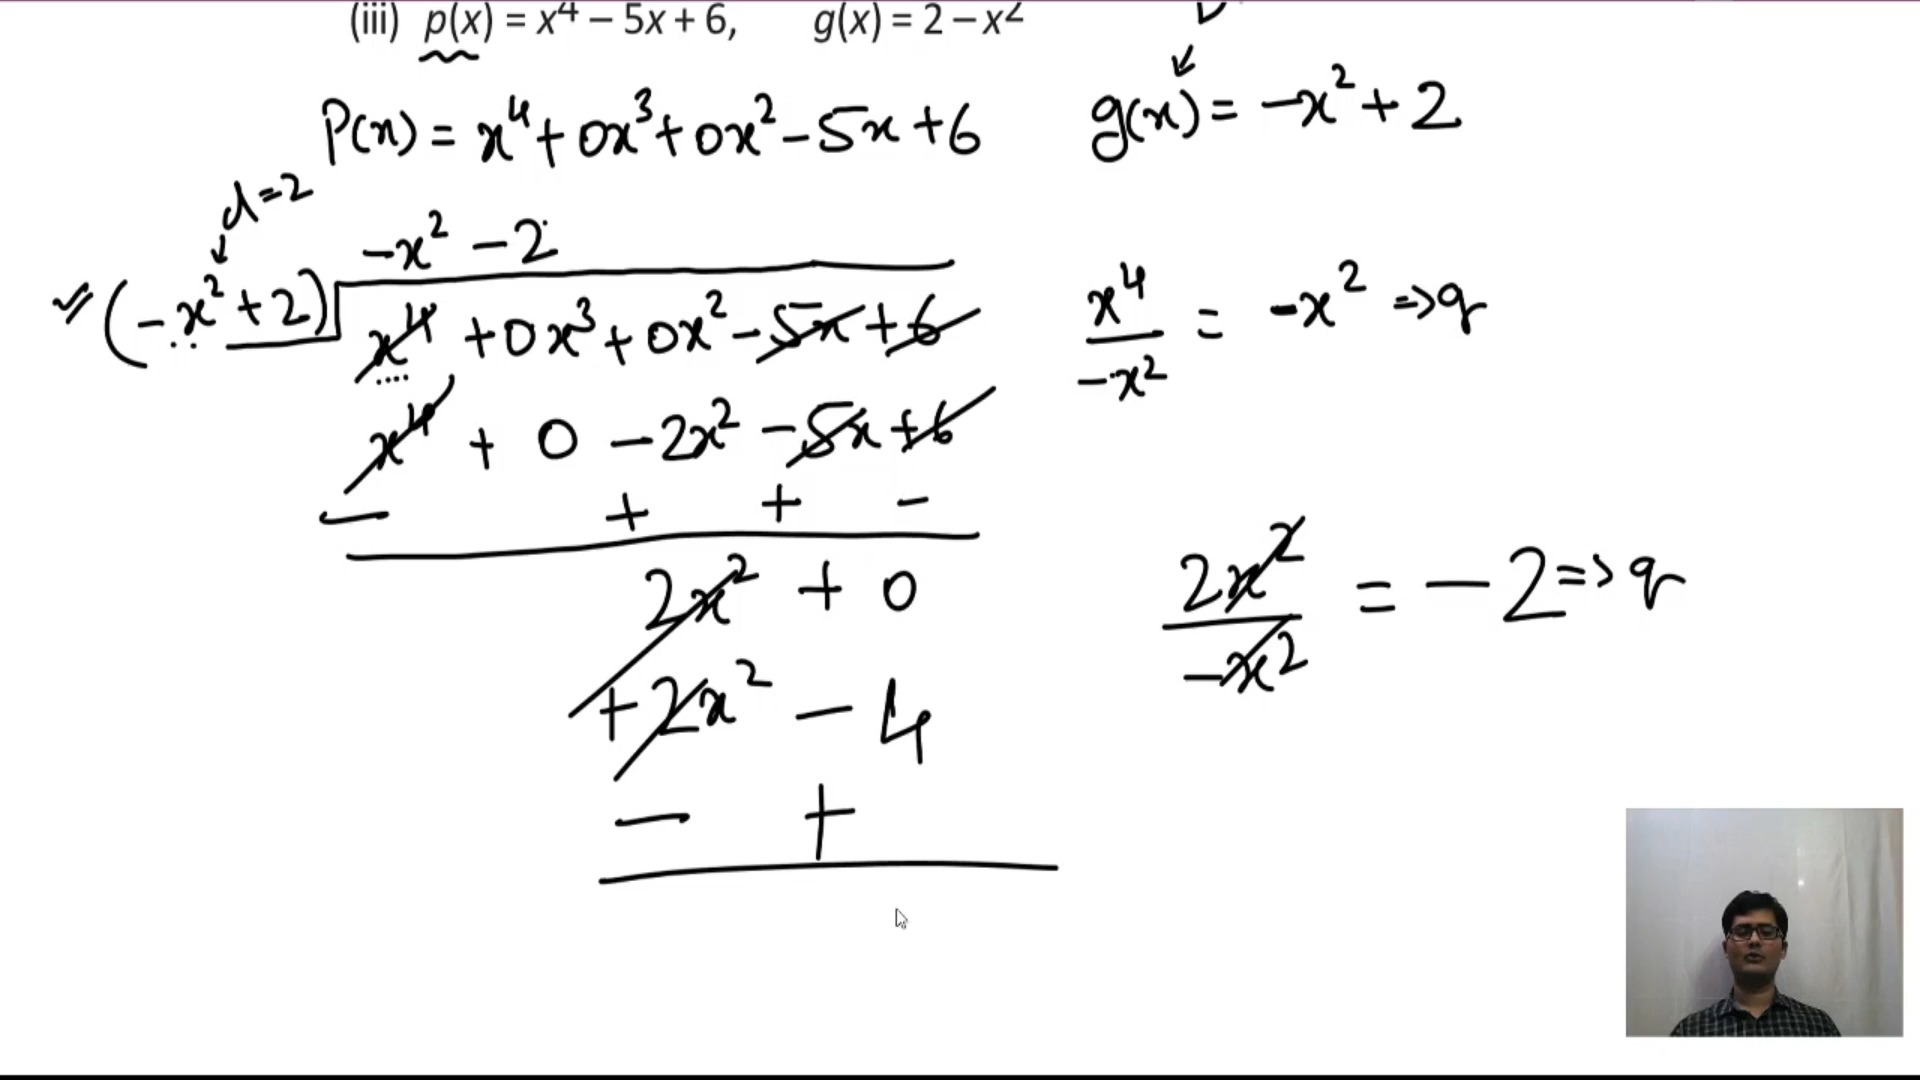 (iii) p(x) = x⁴ – 5x + 6, g(x) = 2 – x²
P(x) = x⁴ + 0x³ + 0x² - 5x + 6
g(x) = -x² + 2
d = 2
-x² - 2
(-x² + 2) x⁴ + 0x³ + 0x² - 5x + 6
x⁴ + 0 - 2x² - 5x + 6
- + + -
2x² + 0
+2x² - 4
- +
x⁴/-x² = -x² => q
2x²/-x² = -2 => q